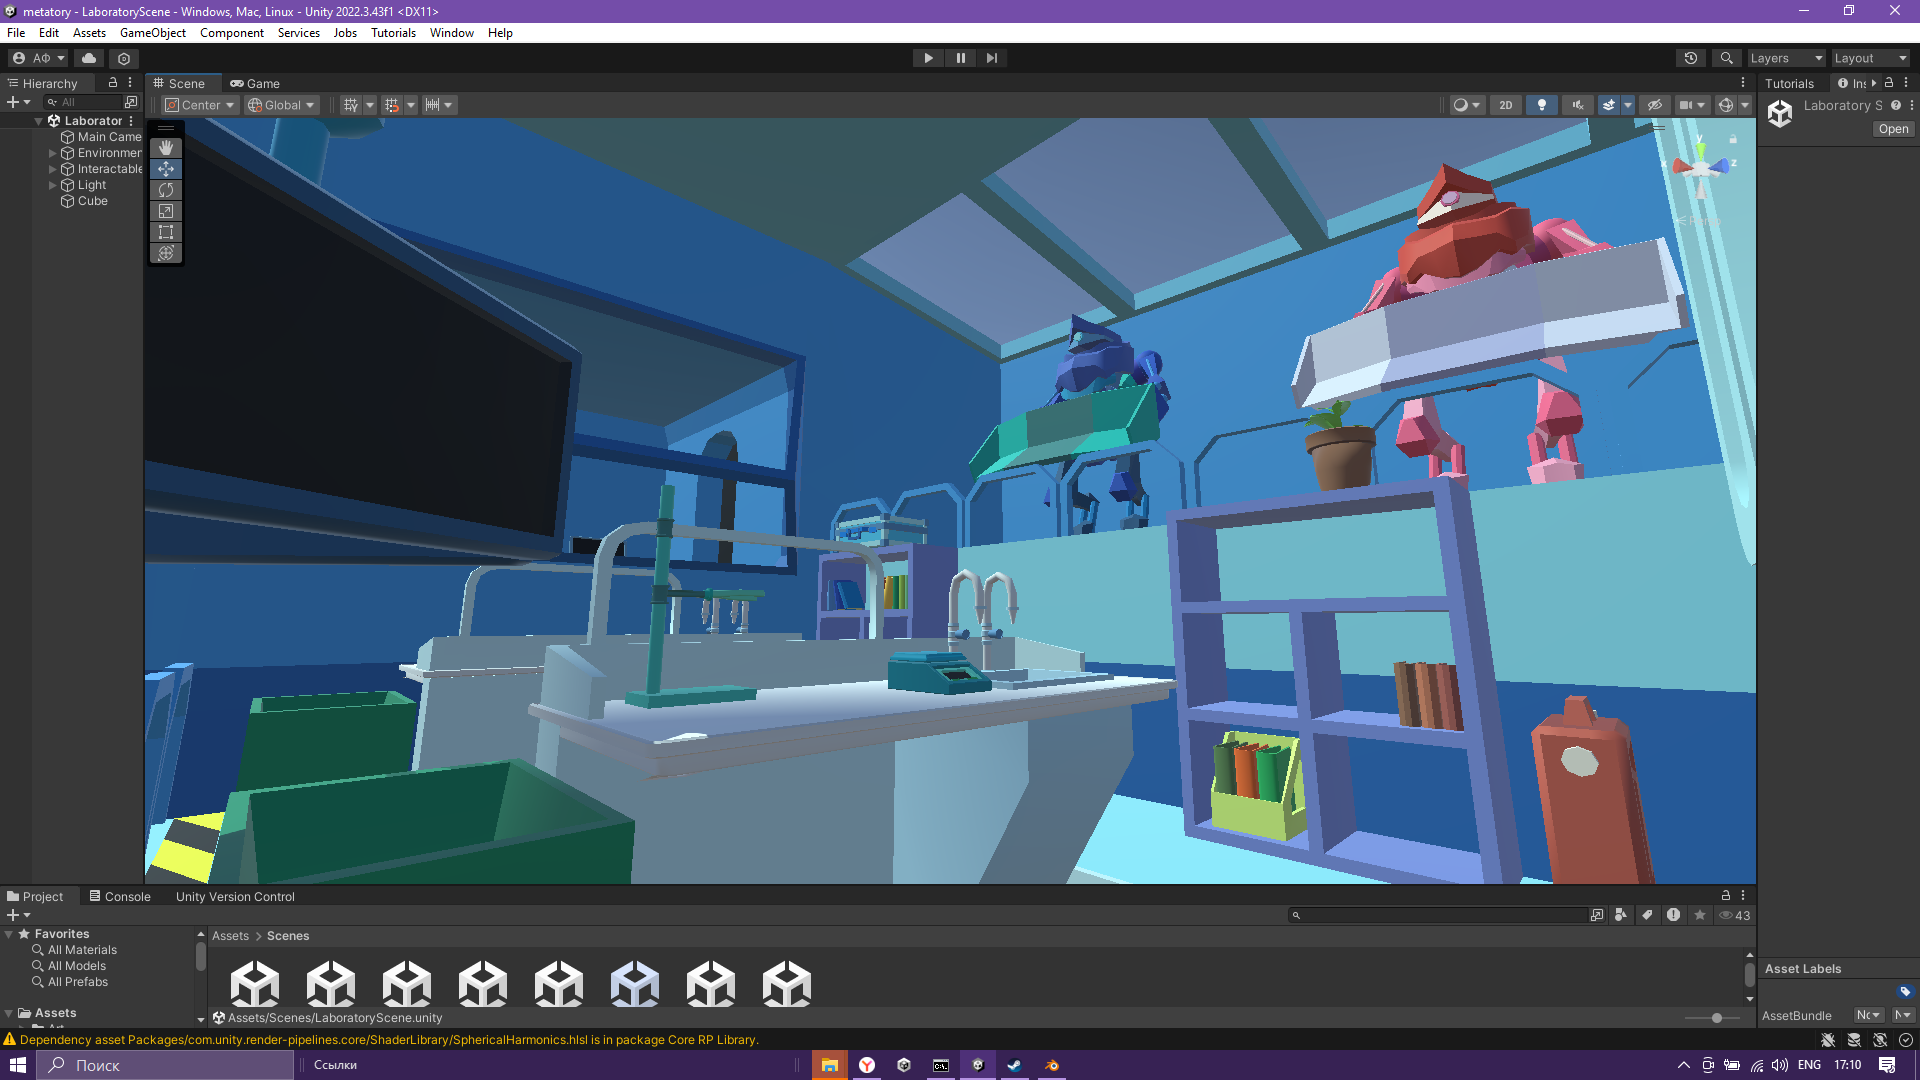 metatory - LaboratoryScene - Windows, Mac, Linux - Unity 2022.3.43f1 <DX11>
File Edit Assets GameObject Component Services Jobs Tutorials Window Help
АФ
Layers
Layout
Hierarchy
Scene
Game
Tutorials
Ins
All
Center
Global
2D
Laboratory S
Open
Laborator
Main Came
Environmen
Interactable
Light
Cube
y
z
Project
Console
Unity Version Control
43
Favorites
All Materials
All Models
All Prefabs
Assets
Assets > Scenes
Assets/Scenes/LaboratoryScene.unity
Asset Labels
AssetBundle
Dependency asset Packages/com.unity.render-pipelines.core/ShaderLibrary/SphericalHarmonics.hlsl is in package Core RP Library.
Поиск
Ссылки
ENG
17:10